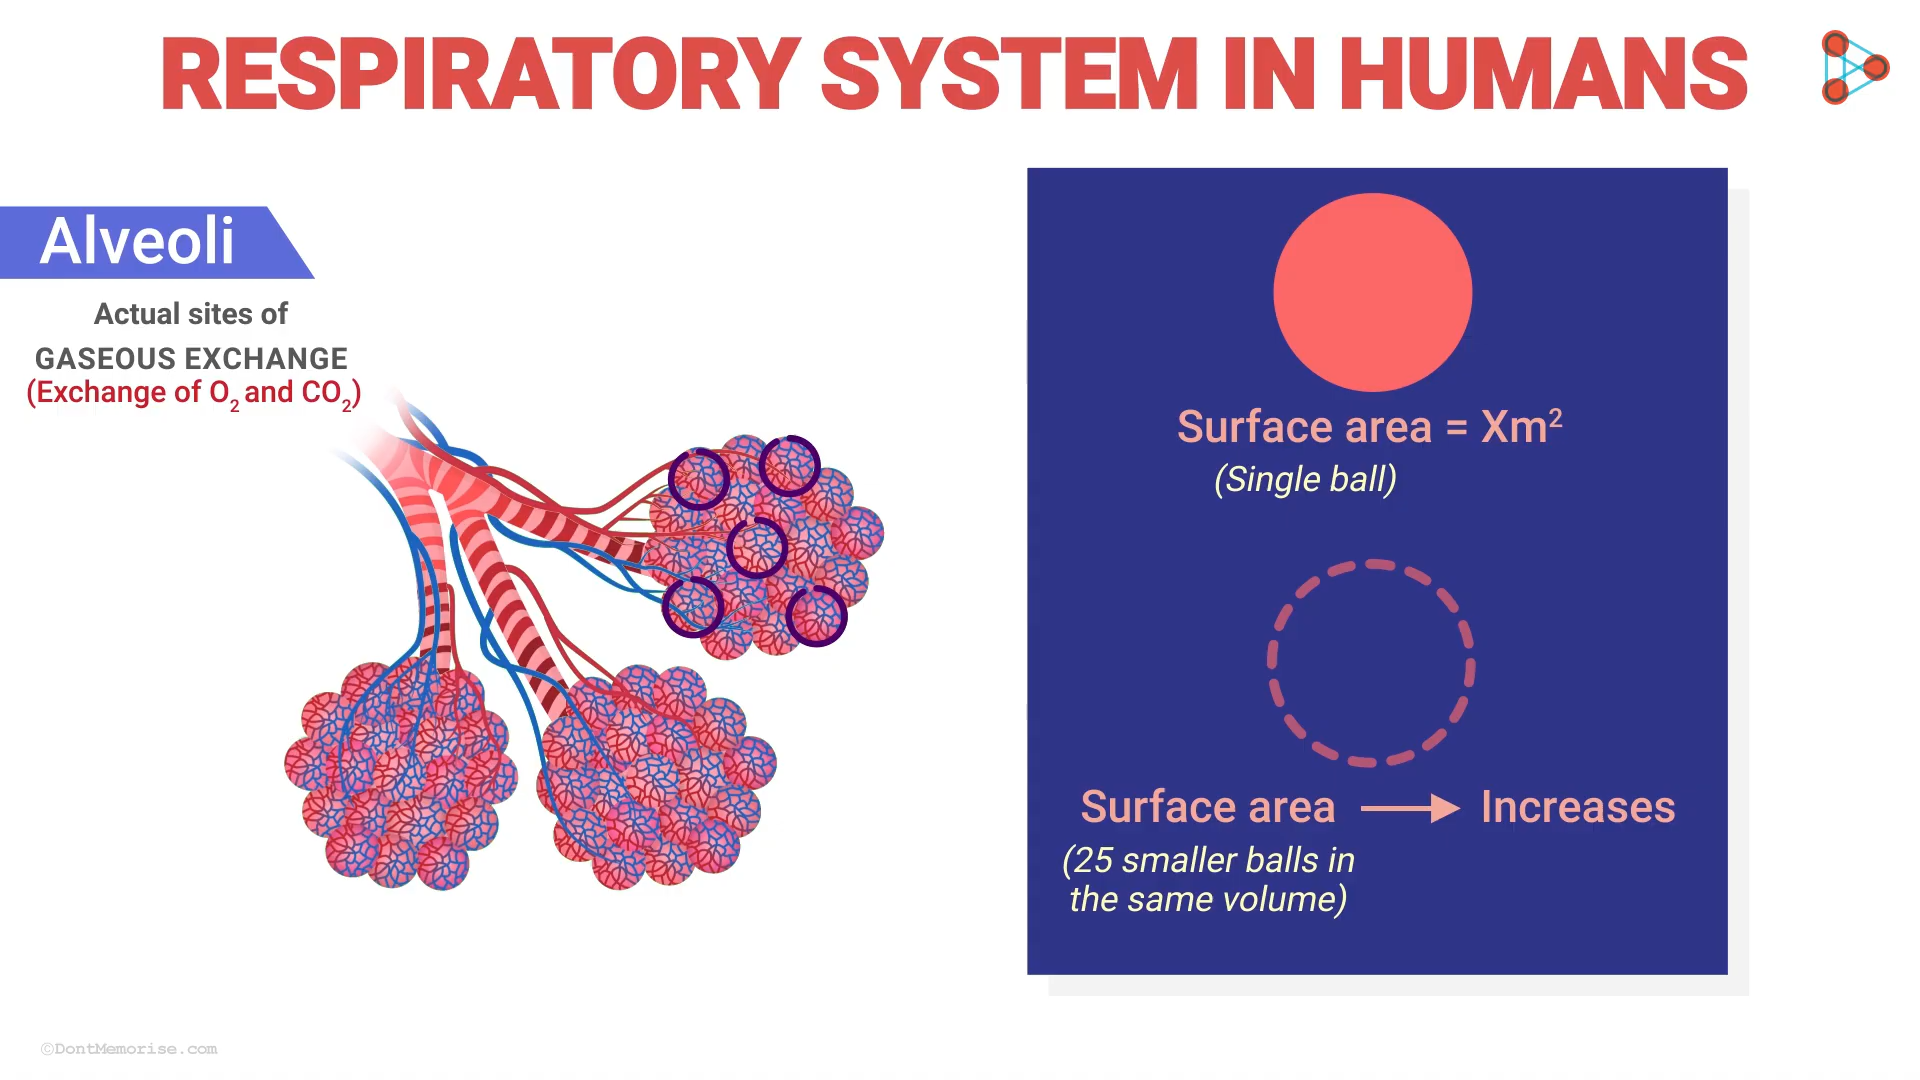 RESPIRATORY SYSTEM IN HUMANS
Alveoli
Actual sites of
GASEOUS EXCHANGE
(Exchange of O₂ and CO₂)
Surface area = Xm²
(Single ball)
Surface area → Increases
(25 smaller balls in
the same volume)
©DontMemorise.com